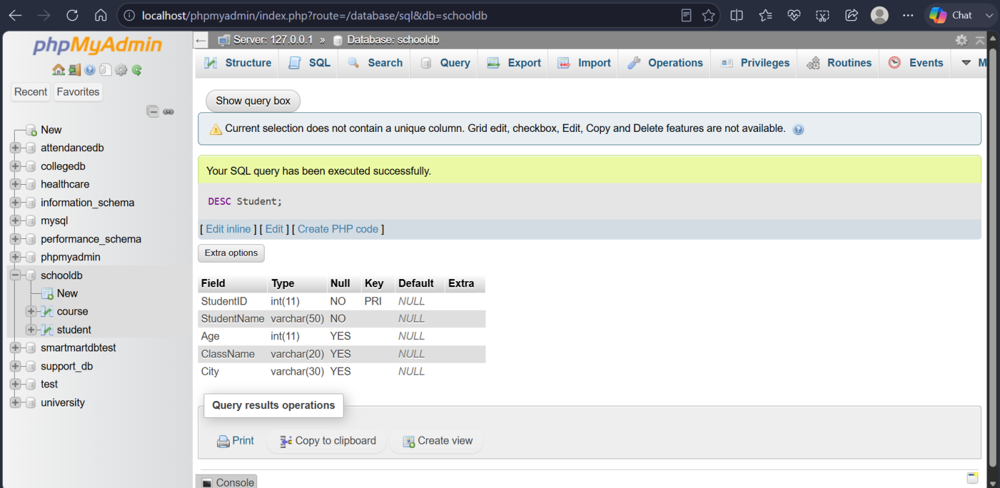 localhost/phpmyadmin/index.php?route=/database/sql&db=schooldb
Chat
phpMyAdmin
Recent
Favorites
New
attendancedb
collegedb
healthcare
information_schema
mysql
performance_schema
phpmyadmin
schooldb
New
course
student
smartmartdbtest
support_db
test
university
Server: 127.0.0.1 » Database: schooldb
Structure SQL Search Query Export Import Operations Privileges Routines Events M
Show query box
Current selection does not contain a unique column. Grid edit, checkbox, Edit, Copy and Delete features are not available.
Your SQL query has been executed successfully.
DESC Student;
[ Edit inline ] [ Edit ] [ Create PHP code ]
Extra options
Field Type Null Key Default Extra
StudentID int(11) NO PRI NULL
StudentName varchar(50) NO NULL
Age int(11) YES NULL
ClassName varchar(20) YES NULL
City varchar(30) YES NULL
Query results operations
Print Copy to clipboard Create view
Console